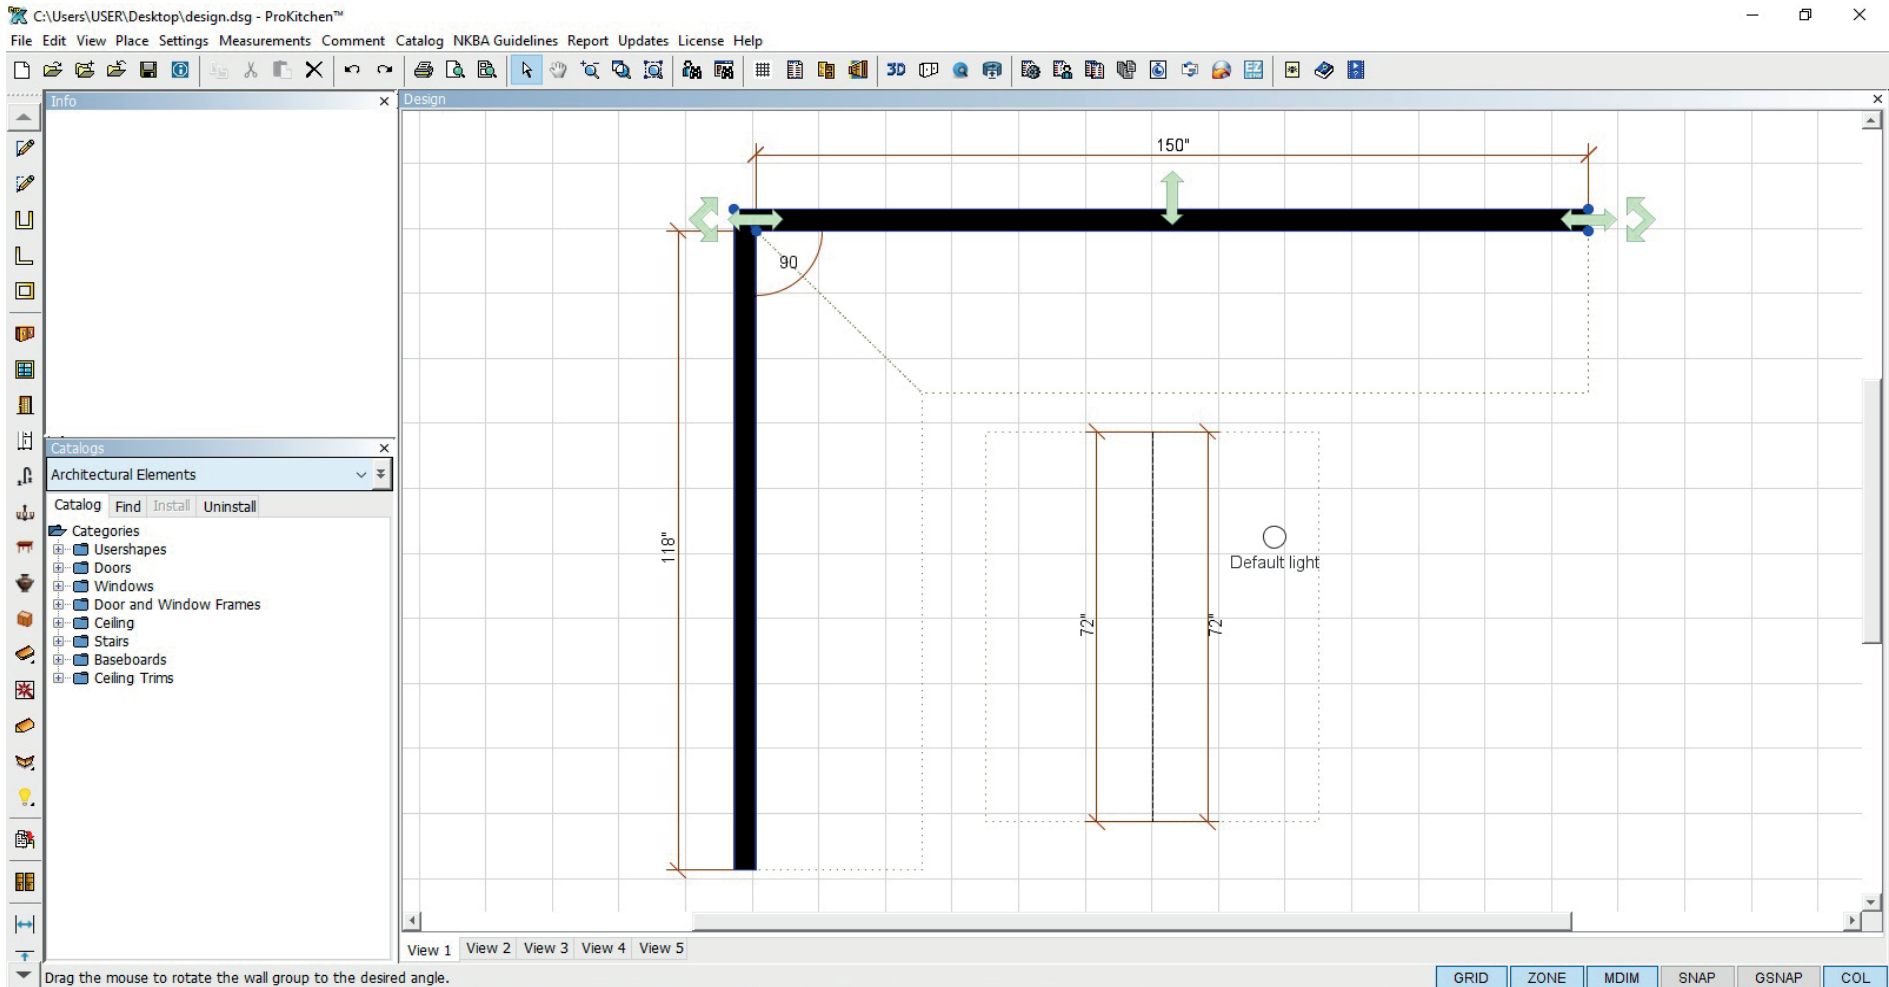 C:\Users\USER\Desktop\design.dsg - ProKitchen™
File Edit View Place Settings Measurements Comment Catalog NKBA Guidelines Report Updates License Help
3D
EZ
Info
Design
150"
90
Catalogs
Architectural Elements
Catalog Find Install Uninstall
Categories
Usershapes
Doors
Windows
Door and Window Frames
Ceiling
Stairs
Baseboards
Ceiling Trims
118"
Default light
72"
72"
View 1 View 2 View 3 View 4 View 5
Drag the mouse to rotate the wall group to the desired angle.
GRID ZONE MDIM SNAP GSNAP COL